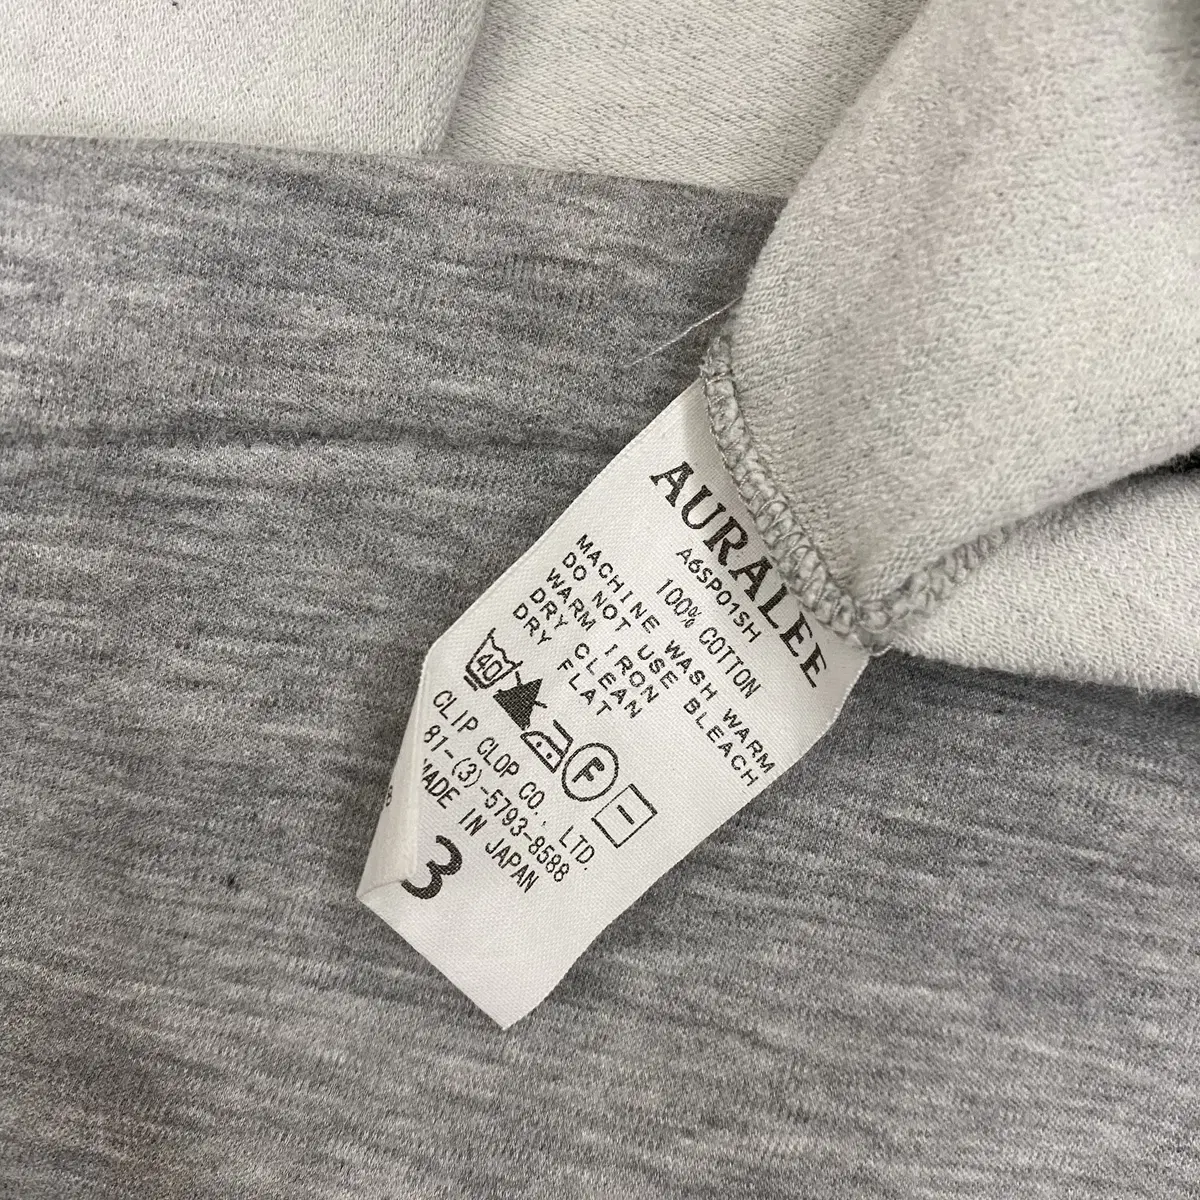 AURALEE
A6SP01SH
100% COTTON
MACHINE WASH WARM
DO NOT USE BLEACH
WARM IRON
DRY CLEAN
DRY FLAT
40 F
CLIP CLOP CO., LTD.
81-(3)-5793-8588
MADE IN JAPAN
3